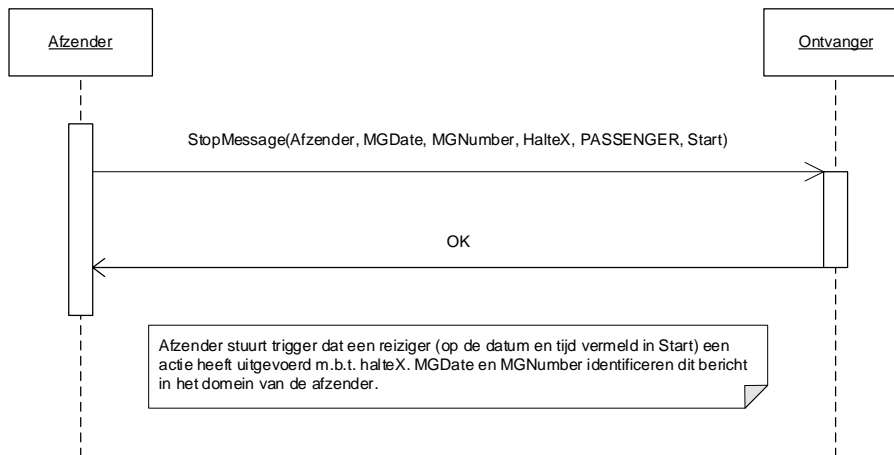 Afzender
Ontvanger
StopMessage(Afzender, MGDate, MGNumber, HalteX, PASSENGER, Start)
OK
Afzender stuurt trigger dat een reiziger (op de datum en tijd vermeld in Start) een
actie heeft uitgevoerd m.b.t. halteX. MGDate en MGNumber identificeren dit bericht
in het domein van de afzender.